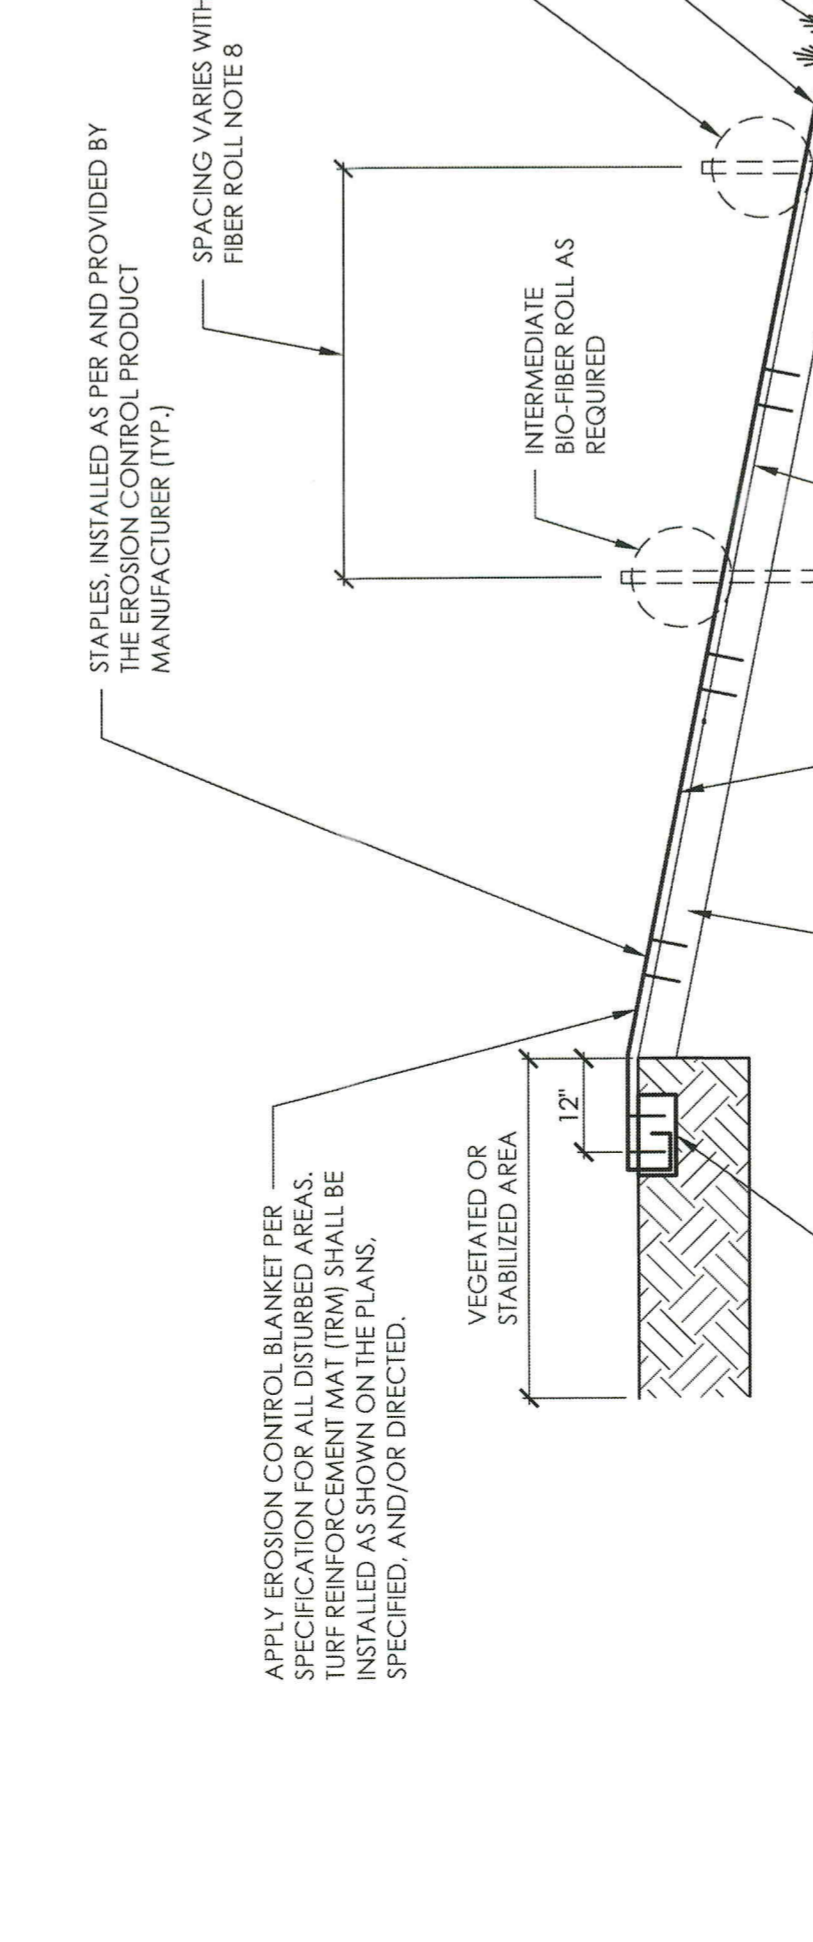 STAPLES, INSTALLED AS PER AND PROVIDED BY
THE EROSION CONTROL PRODUCT
MANUFACTURER (TYP.)
SPACING VARIES WITH
FIBER ROLL NOTE 8
APPLY EROSION CONTROL BLANKET PER
SPECIFICATION FOR ALL DISTURBED AREAS.
TURF REINFORCEMENT MAT (TRM) SHALL BE
INSTALLED AS SHOWN ON THE PLANS,
SPECIFIED, AND/OR DIRECTED.
VEGETATED OR
STABILIZED AREA
12"
INTERMEDIATE
BIO-FIBER ROLL AS
REQUIRED